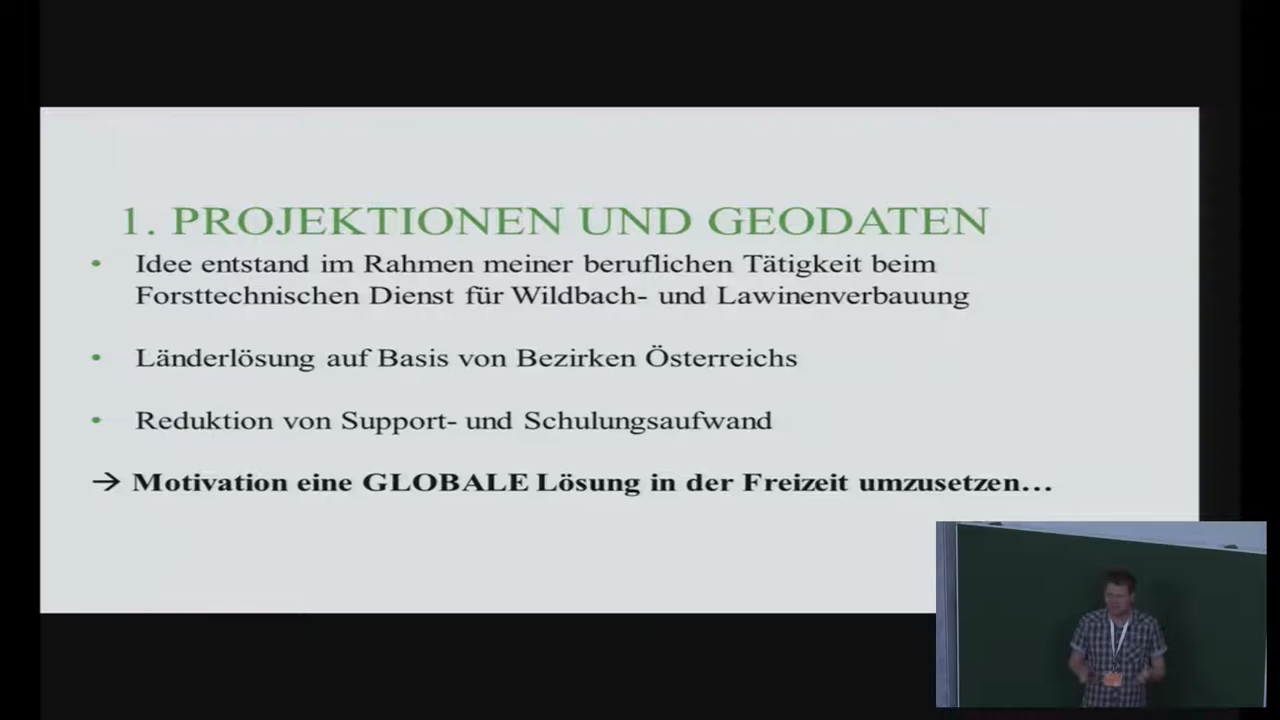 1. PROJEKTIONEN UND GEODATEN
• Idee entstand im Rahmen meiner beruflichen Tätigkeit beim
Forsttechnischen Dienst für Wildbach- und Lawinenverbauung
• Länderlösung auf Basis von Bezirken Österreichs
• Reduktion von Support- und Schulungsaufwand
→ Motivation eine GLOBALE Lösung in der Freizeit umzusetzen…